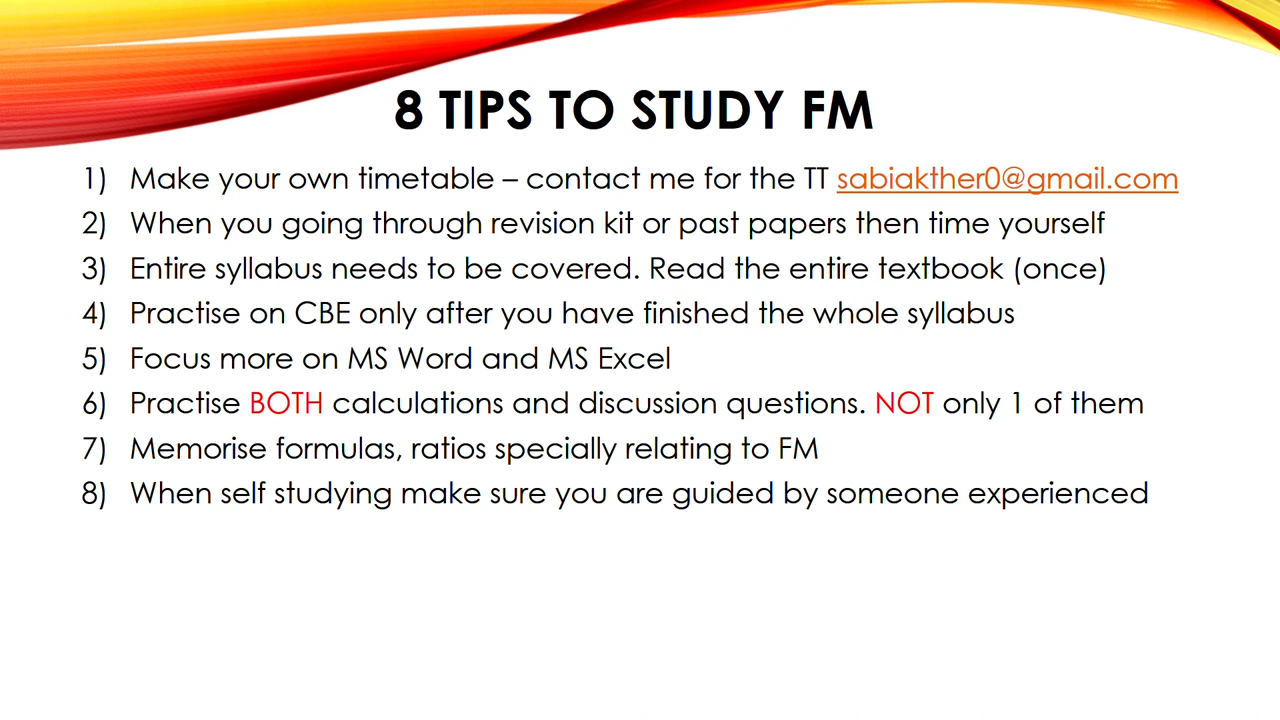 8 TIPS TO STUDY FM
1) Make your own timetable – contact me for the TT sabiakther0@gmail.com
2) When you going through revision kit or past papers then time yourself
3) Entire syllabus needs to be covered. Read the entire textbook (once)
4) Practise on CBE only after you have finished the whole syllabus
5) Focus more on MS Word and MS Excel
6) Practise BOTH calculations and discussion questions. NOT only 1 of them
7) Memorise formulas, ratios specially relating to FM
8) When self studying make sure you are guided by someone experienced